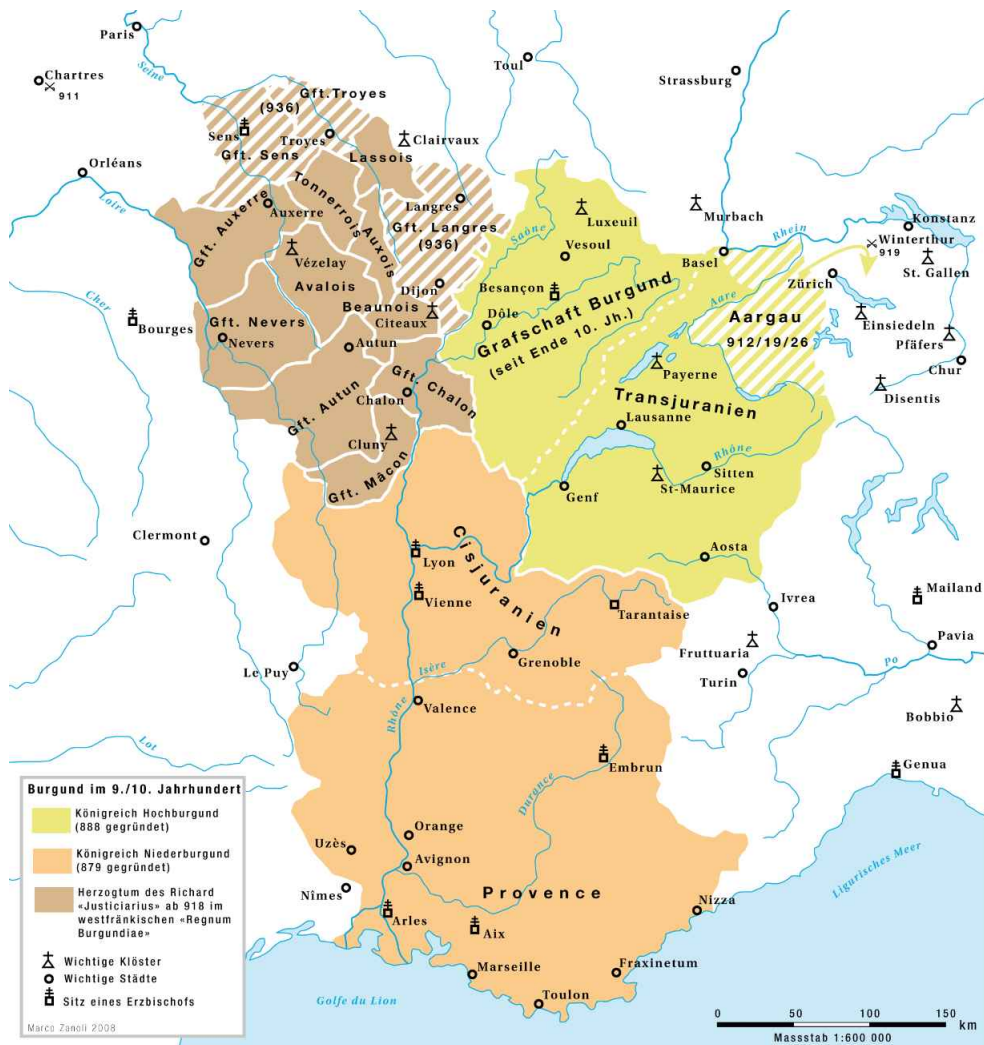 Paris
Seine
Chartres
911
Toul
Strassburg
Gft.Troyes
(936)
Sens
Troyes
Clairvaux
Gft. Sens
Lassois
Orléans
Loire
Tonnerrois
Langres
Luxeuil
Murbach
Konstanz
Gft. Auxerre
Auxerre
Auxois
Gft. Langres
(936)
Saône
Rhein
Winterthur
919
Vézelay
Vesoul
Basel
St. Gallen
Avalois
Dijon
Besançon
Zürich
Cher
Beaunois
Aare
Bourges
Citeaux
Dôle
Grafschaft Burgund
(seit Ende 10. Jh.)
Aargau
912/19/26
Einsiedeln
Gft. Nevers
Nevers
Autun
Pfäfers
Payerne
Chur
Gft. Chalon
Chalon
Disentis
Gft. Autun
Transjuranien
Lausanne
Cluny
Rhône
Sitten
Gft. Mâcon
Genf
St-Maurice
Clermont
Cisjuranien
Lyon
Aosta
Vienne
Tarantaise
Ivrea
Mailand
Isère
Grenoble
Fruttuaria
Pavia
Le Puy
Turin
Po
Rhône
Valence
Bobbio
Lot
Embrun
Genua
Durance
Orange
Uzès
Avignon
Ligurisches Meer
Nîmes
Provence
Arles
Nizza
Aix
Marseille
Fraxinetum
Golfe du Lion
Toulon
Burgund im 9./10. Jahrhundert
Königreich Hochburgund
(888 gegründet)
Königreich Niederburgund
(879 gegründet)
Herzogtum des Richard
«Justiciarius» ab 918 im
westfränkischen «Regnum
Burgundiae»
Wichtige Klöster
Wichtige Städte
Sitz eines Erzbischofs
Marco Zanoli 2008
0 50 100 150 km
Massstab 1:600 000